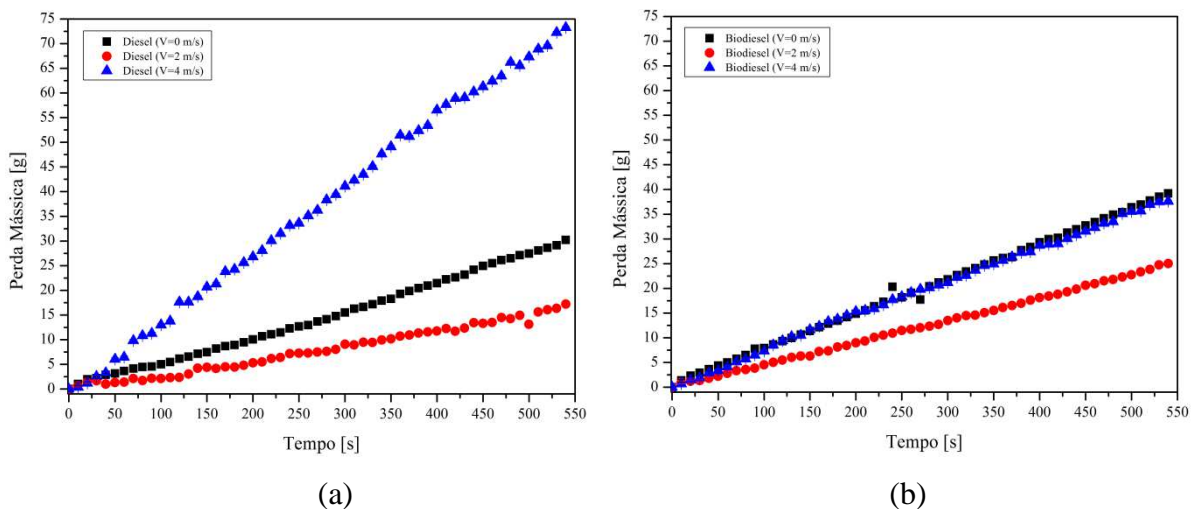 75
70
65
60
55
50
45
40
35
30
25
20
15
10
5
0
Perda Mássica [g]
Diesel (V=0 m/s)
Diesel (V=2 m/s)
Diesel (V=4 m/s)
0 50 100 150 200 250 300 350 400 450 500 550
Tempo [s]
(a)
75
70
65
60
55
50
45
40
35
30
25
20
15
10
5
0
Perda Mássica [g]
Biodiesel (V=0 m/s)
Biodiesel (V=2 m/s)
Biodiesel (V=4 m/s)
0 50 100 150 200 250 300 350 400 450 500 550
Tempo [s]
(b)